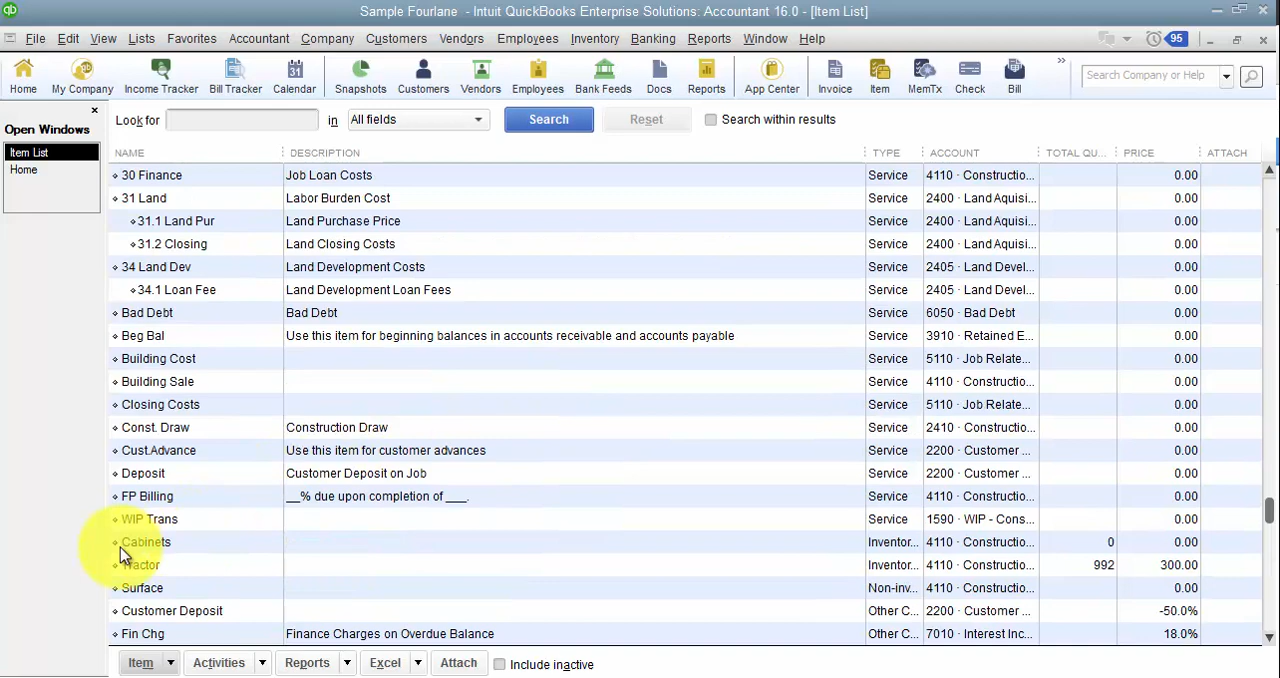 Sample Fourlane - Intuit QuickBooks Enterprise Solutions: Accountant 16.0 - [Item List]
File Edit View Lists Favorites Accountant Company Customers Vendors Employees Inventory Banking Reports Window Help 95
Home My Company Income Tracker Bill Tracker Calendar Snapshots Customers Vendors Employees Bank Feeds Docs Reports App Center Invoice Item MemTx Check Bill Search Company or Help
Open Windows
Item List
Home
Look for in All fields Search Reset Search within results
NAME DESCRIPTION TYPE ACCOUNT TOTAL QU... PRICE ATTACH
30 Finance Job Loan Costs Service 4110 · Constructio... 0.00
31 Land Labor Burden Cost Service 2400 · Land Aquisi... 0.00
31.1 Land Pur Land Purchase Price Service 2400 · Land Aquisi... 0.00
31.2 Closing Land Closing Costs Service 2400 · Land Aquisi... 0.00
34 Land Dev Land Development Costs Service 2405 · Land Devel... 0.00
34.1 Loan Fee Land Development Loan Fees Service 2405 · Land Devel... 0.00
Bad Debt Bad Debt Service 6050 · Bad Debt 0.00
Beg Bal Use this item for beginning balances in accounts receivable and accounts payable Service 3910 · Retained E... 0.00
Building Cost Service 5110 · Job Relate... 0.00
Building Sale Service 4110 · Constructio... 0.00
Closing Costs Service 5110 · Job Relate... 0.00
Const. Draw Construction Draw Service 2410 · Constructio... 0.00
Cust.Advance Use this item for customer advances Service 2200 · Customer ... 0.00
Deposit Customer Deposit on Job Service 2200 · Customer ... 0.00
FP Billing __% due upon completion of ___. Service 4110 · Constructio... 0.00
WIP Trans Service 1590 · WIP - Cons... 0.00
Cabinets Inventor... 4110 · Constructio... 0 0.00
Tractor Inventor... 4110 · Constructio... 992 300.00
Surface Non-inv... 4110 · Constructio... 0.00
Customer Deposit Other C... 2200 · Customer ... -50.0%
Fin Chg Finance Charges on Overdue Balance Other C... 7010 · Interest Inc... 18.0%
Item Activities Reports Excel Attach Include inactive